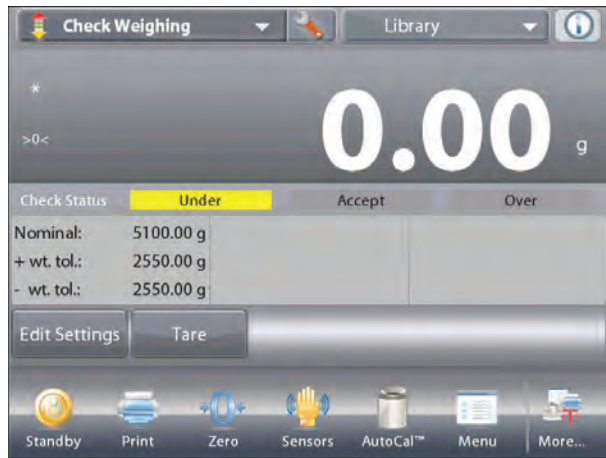 Check Weighing Library
*
>0<
0.00 g
Check Status Under Accept Over
Nominal: 5100.00 g
+ wt. tol.: 2550.00 g
- wt. tol.: 2550.00 g
Edit Settings Tare
Standby Print Zero Sensors AutoCal™ Menu More...